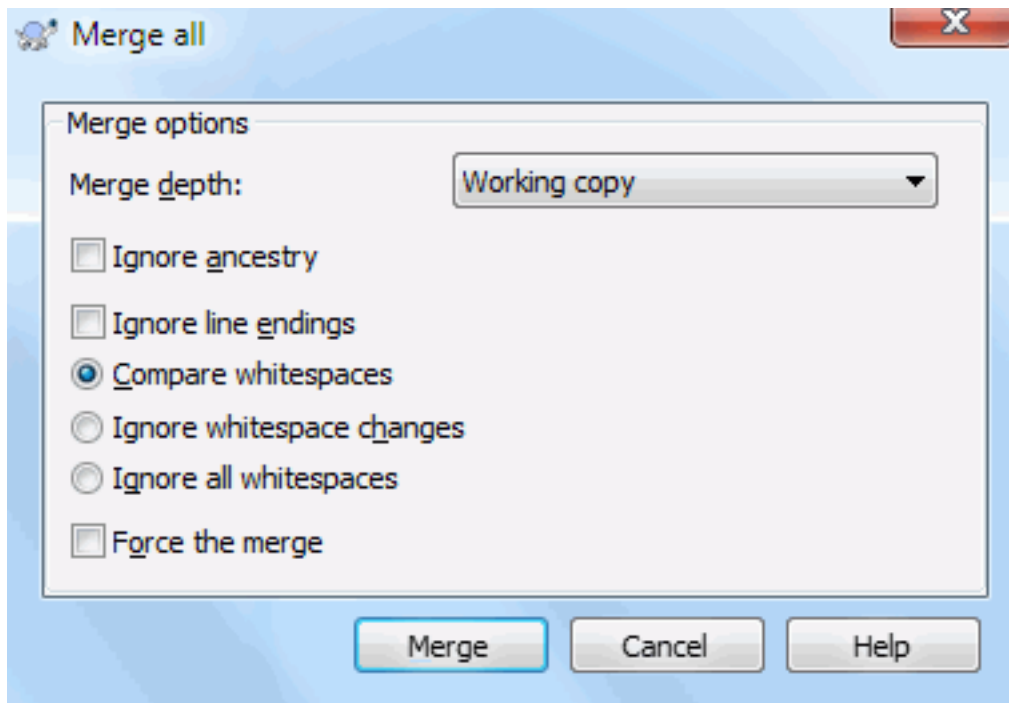 Merge all
Merge options
Merge depth: Working copy
Ignore ancestry
Ignore line endings
Compare whitespaces
Ignore whitespace changes
Ignore all whitespaces
Force the merge
Merge Cancel Help